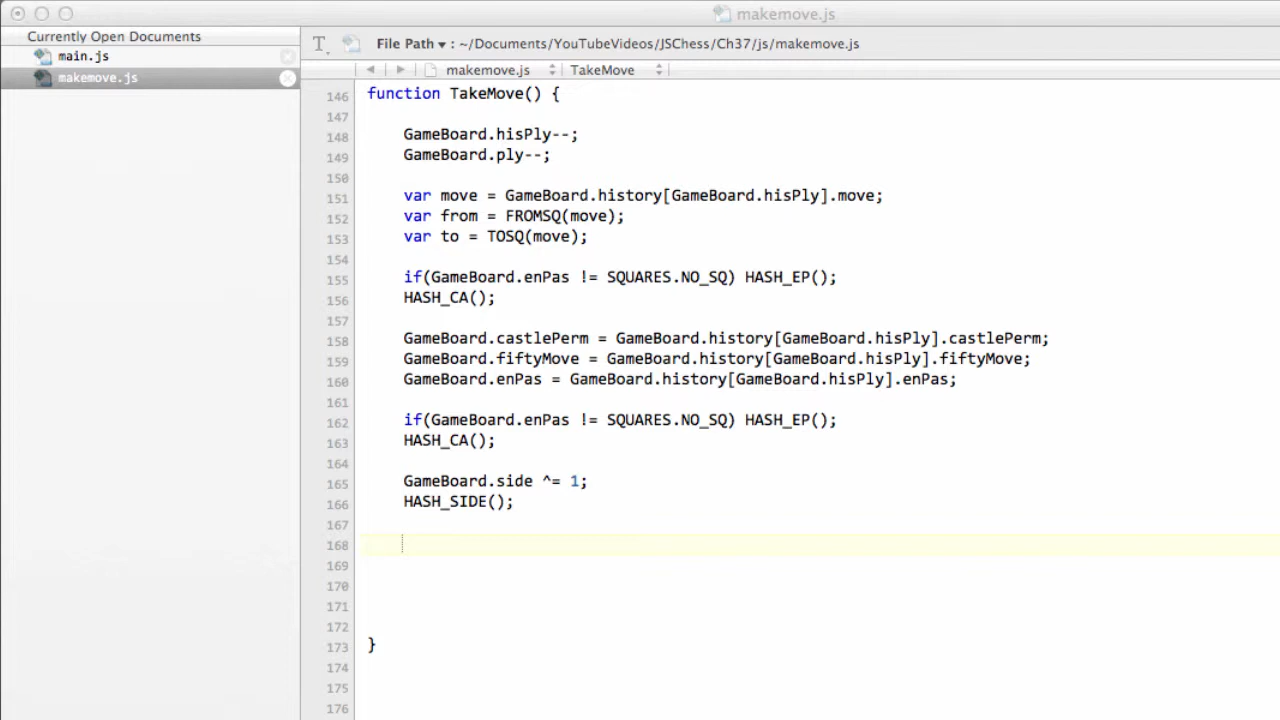 makemove.js
Currently Open Documents
main.js
makemove.js
T. File Path ▾ : ~/Documents/YouTubeVideos/JSChess/Ch37/js/makemove.js
makemove.js TakeMove
146 function TakeMove() {
147
148 GameBoard.hisPly--;
149 GameBoard.ply--;
150
151 var move = GameBoard.history[GameBoard.hisPly].move;
152 var from = FROMSQ(move);
153 var to = TOSQ(move);
154
155 if(GameBoard.enPas != SQUARES.NO_SQ) HASH_EP();
156 HASH_CA();
157
158 GameBoard.castlePerm = GameBoard.history[GameBoard.hisPly].castlePerm;
159 GameBoard.fiftyMove = GameBoard.history[GameBoard.hisPly].fiftyMove;
160 GameBoard.enPas = GameBoard.history[GameBoard.hisPly].enPas;
161
162 if(GameBoard.enPas != SQUARES.NO_SQ) HASH_EP();
163 HASH_CA();
164
165 GameBoard.side ^= 1;
166 HASH_SIDE();
167
168
169
170
171
172
173 }
174
175
176